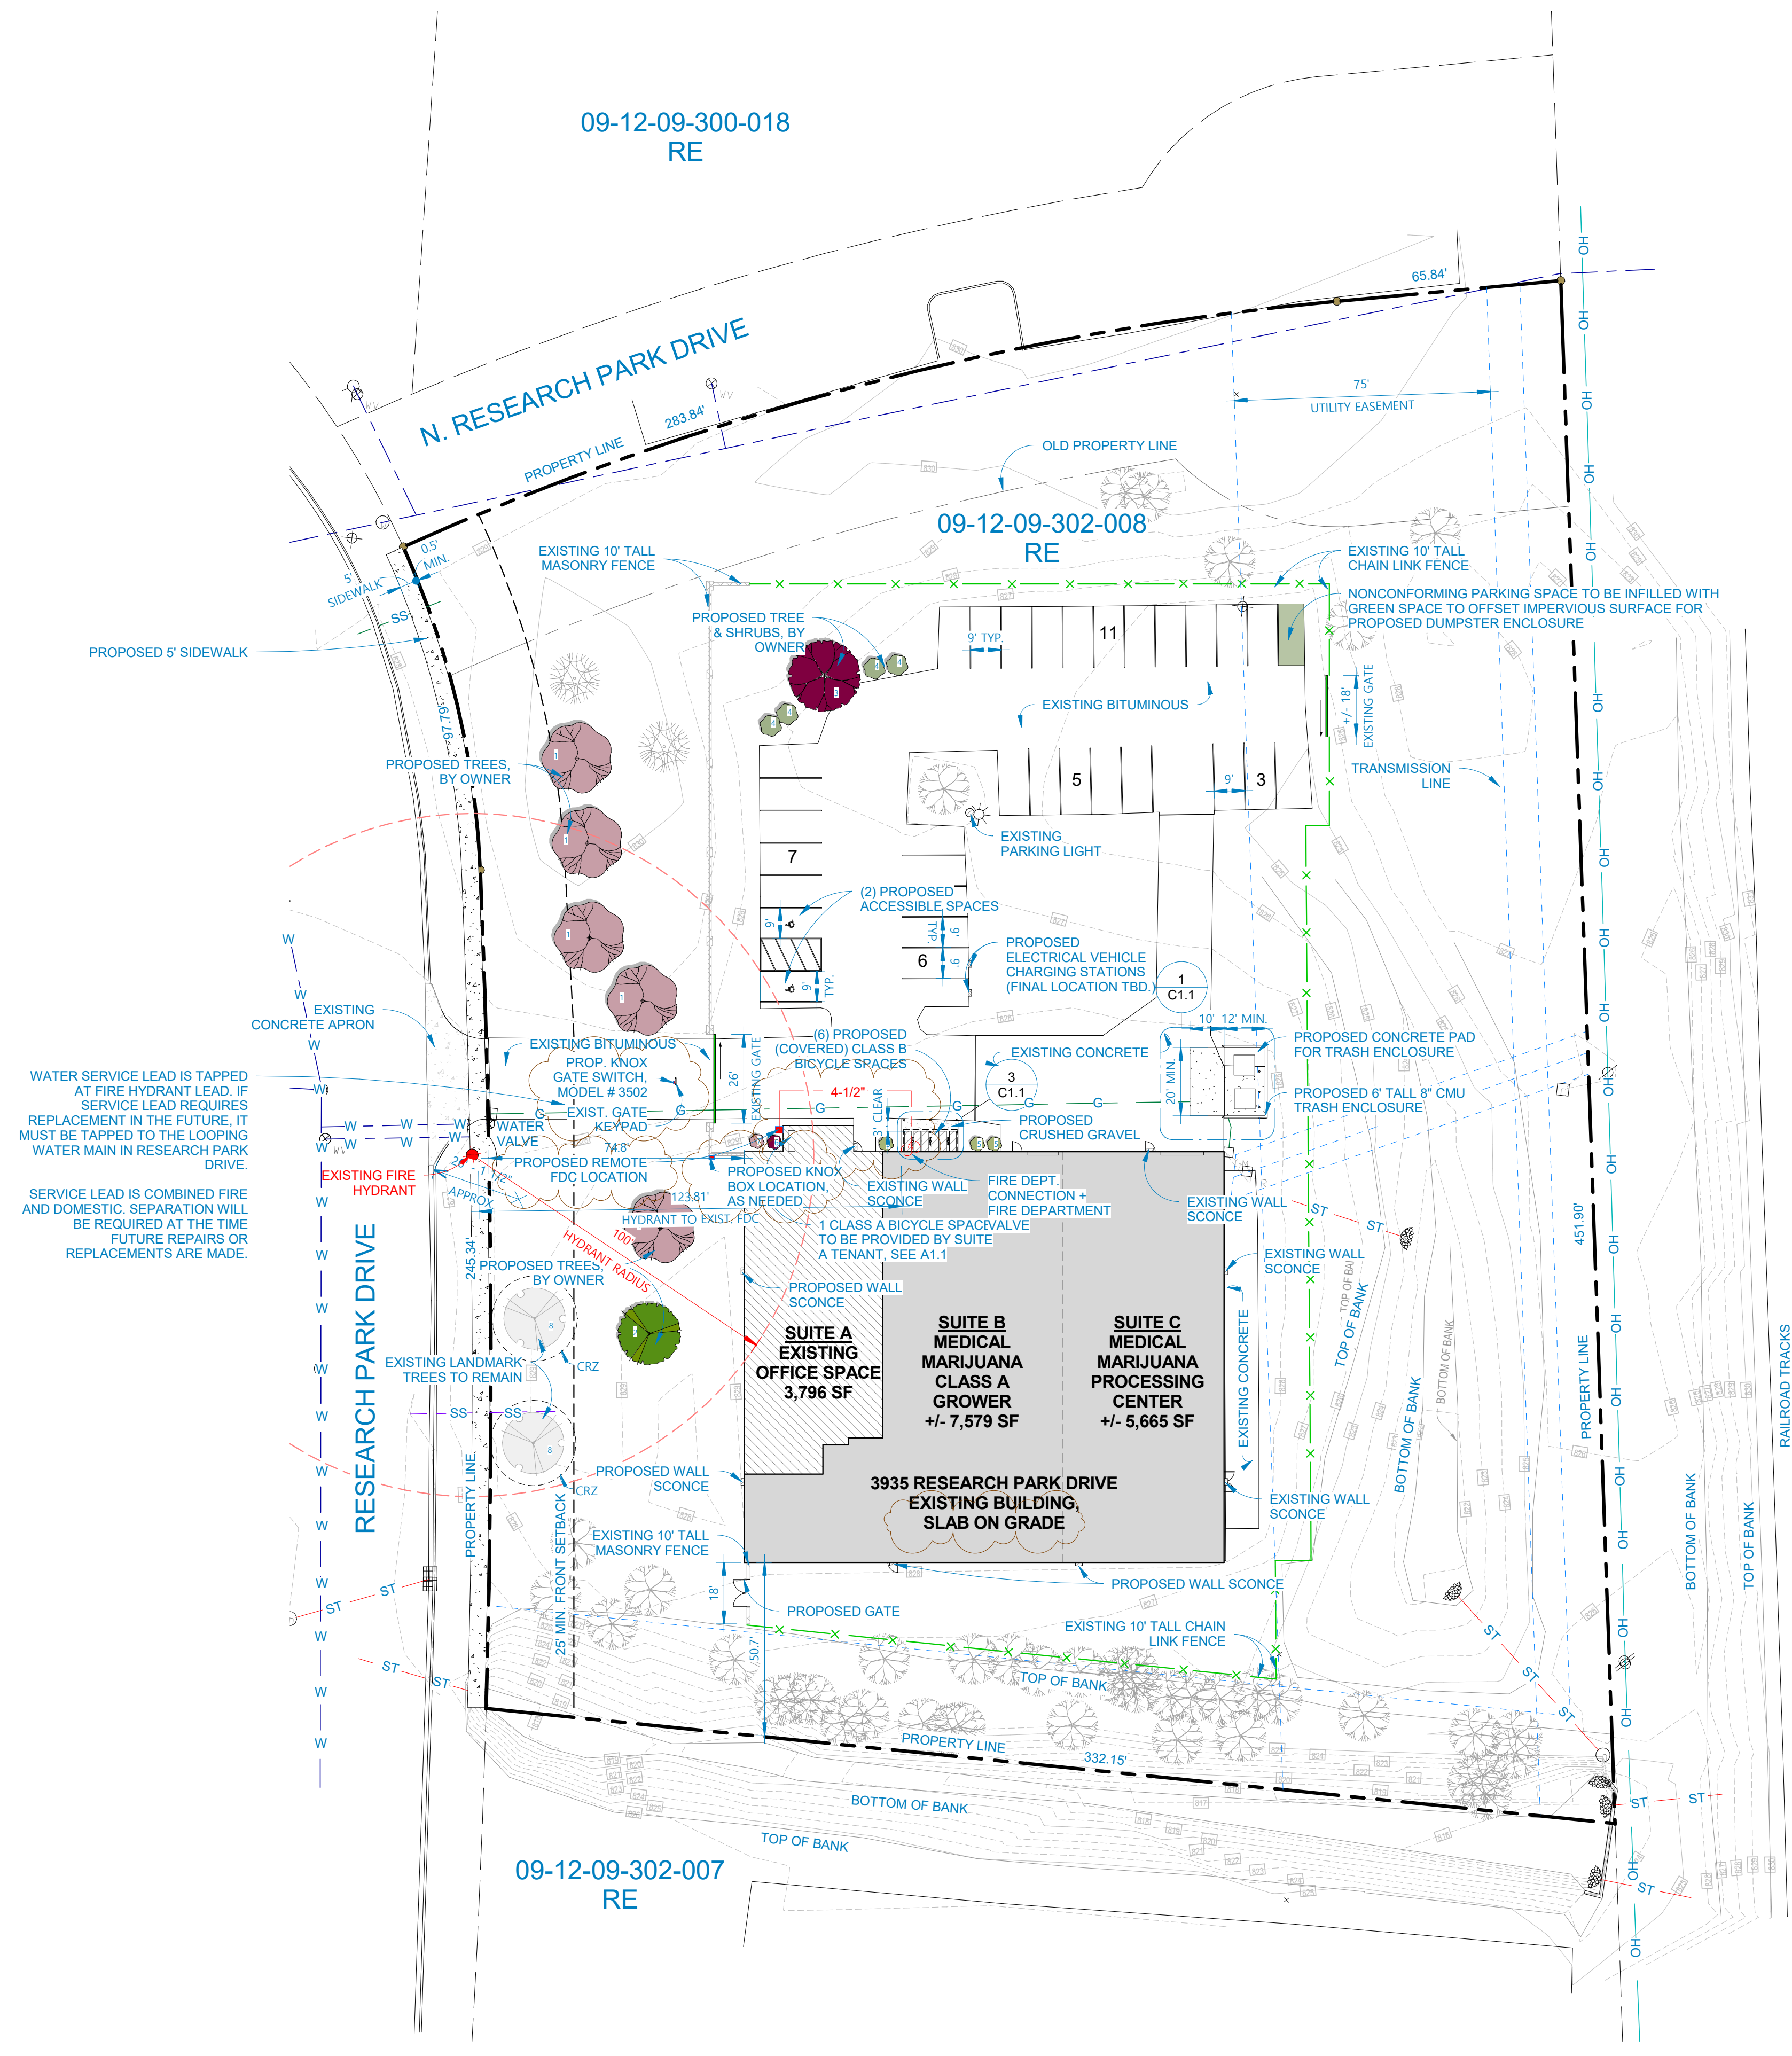 09-12-09-300-018
RE
N. RESEARCH PARK DRIVE
65.84'
283.84'
PROPERTY LINE
75'
UTILITY EASEMENT
OLD PROPERTY LINE
09-12-09-302-008
RE
WV
WV
0.5'
MIN.
5'
SIDEWALK
SS
PROPOSED 5' SIDEWALK
97.79'
EXISTING 10' TALL
MASONRY FENCE
PROPOSED TREE
& SHRUBS, BY
OWNER
9' TYP.
11
EXISTING 10' TALL
CHAIN LINK FENCE
NONCONFORMING PARKING SPACE TO BE INFILLED WITH
GREEN SPACE TO OFFSET IMPERVIOUS SURFACE FOR
PROPOSED DUMPSTER ENCLOSURE
EXISTING BITUMINOUS
+/- 18'
EXISTING GATE
PROPOSED TREES,
BY OWNER
5
9'
3
TRANSMISSION
LINE
EXISTING
PARKING LIGHT
7
(2) PROPOSED
ACCESSIBLE SPACES
9'
9'
TYP.
9'
TYP.
9'
6
PROPOSED
ELECTRICAL VEHICLE
CHARGING STATIONS
(FINAL LOCATION TBD.)
1
C1.1
EXISTING
CONCRETE APRON
EXISTING BITUMINOUS
PROP. KNOX
GATE SWITCH,
MODEL # 3502
EXIST. GATE
KEYPAD
26'
EXISTING GATE
(6) PROPOSED
(COVERED) CLASS B
BICYCLE SPACES
4-1/2"
3' CLEAR
EXISTING CONCRETE
3
C1.1
PROPOSED
CRUSHED GRAVEL
10'
12' MIN.
20' MIN.
PROPOSED CONCRETE PAD
FOR TRASH ENCLOSURE
PROPOSED 6' TALL 8" CMU
TRASH ENCLOSURE
WATER SERVICE LEAD IS TAPPED
AT FIRE HYDRANT LEAD. IF
SERVICE LEAD REQUIRES
REPLACEMENT IN THE FUTURE, IT
MUST BE TAPPED TO THE LOOPING
WATER MAIN IN RESEARCH PARK
DRIVE.
SERVICE LEAD IS COMBINED FIRE
AND DOMESTIC. SEPARATION WILL
BE REQUIRED AT THE TIME
FUTURE REPAIRS OR
REPLACEMENTS ARE MADE.
WATER
VALVE
WV
EXISTING FIRE
HYDRANT
APPROX
74.8'
PROPOSED REMOTE
FDC LOCATION
123.81'
HYDRANT TO EXIST. FDC
100'
HYDRANT RADIUS
PROPOSED KNOX
BOX LOCATION,
AS NEEDED
EXISTING WALL
SCONCE
FIRE DEPT.
CONNECTION +
FIRE DEPARTMENT
VALVE
1 CLASS A BICYCLE SPACE
TO BE PROVIDED BY SUITE
A TENANT, SEE A1.1
EXISTING WALL
SCONCE
EXISTING WALL
SCONCE
PROPOSED WALL
SCONCE
245.34'
RESEARCH PARK DRIVE
PROPOSED TREES,
BY OWNER
EXISTING LANDMARK
TREES TO REMAIN
CRZ
CRZ
SS
SS
SUITE A
EXISTING
OFFICE SPACE
3,796 SF
SUITE B
MEDICAL
MARIJUANA
CLASS A
GROWER
+/- 7,579 SF
SUITE C
MEDICAL
MARIJUANA
PROCESSING
CENTER
+/- 5,665 SF
3935 RESEARCH PARK DRIVE
EXISTING BUILDING,
SLAB ON GRADE
EXISTING CONCRETE
TOP OF BANK
TOP OF BANK
BOTTOM OF BANK
BOTTOM OF BANK
PROPERTY LINE
451.90'
RAILROAD TRACKS
BOTTOM OF BANK
TOP OF BANK
PROPOSED WALL
SCONCE
EXISTING WALL
SCONCE
PROPERTY LINE
25' MIN. FRONT SETBACK
EXISTING 10' TALL
MASONRY FENCE
18'
50.7'
PROPOSED GATE
PROPOSED WALL SCONCE
EXISTING 10' TALL CHAIN
LINK FENCE
TOP OF BANK
PROPERTY LINE
332.15'
BOTTOM OF BANK
TOP OF BANK
09-12-09-302-007
RE